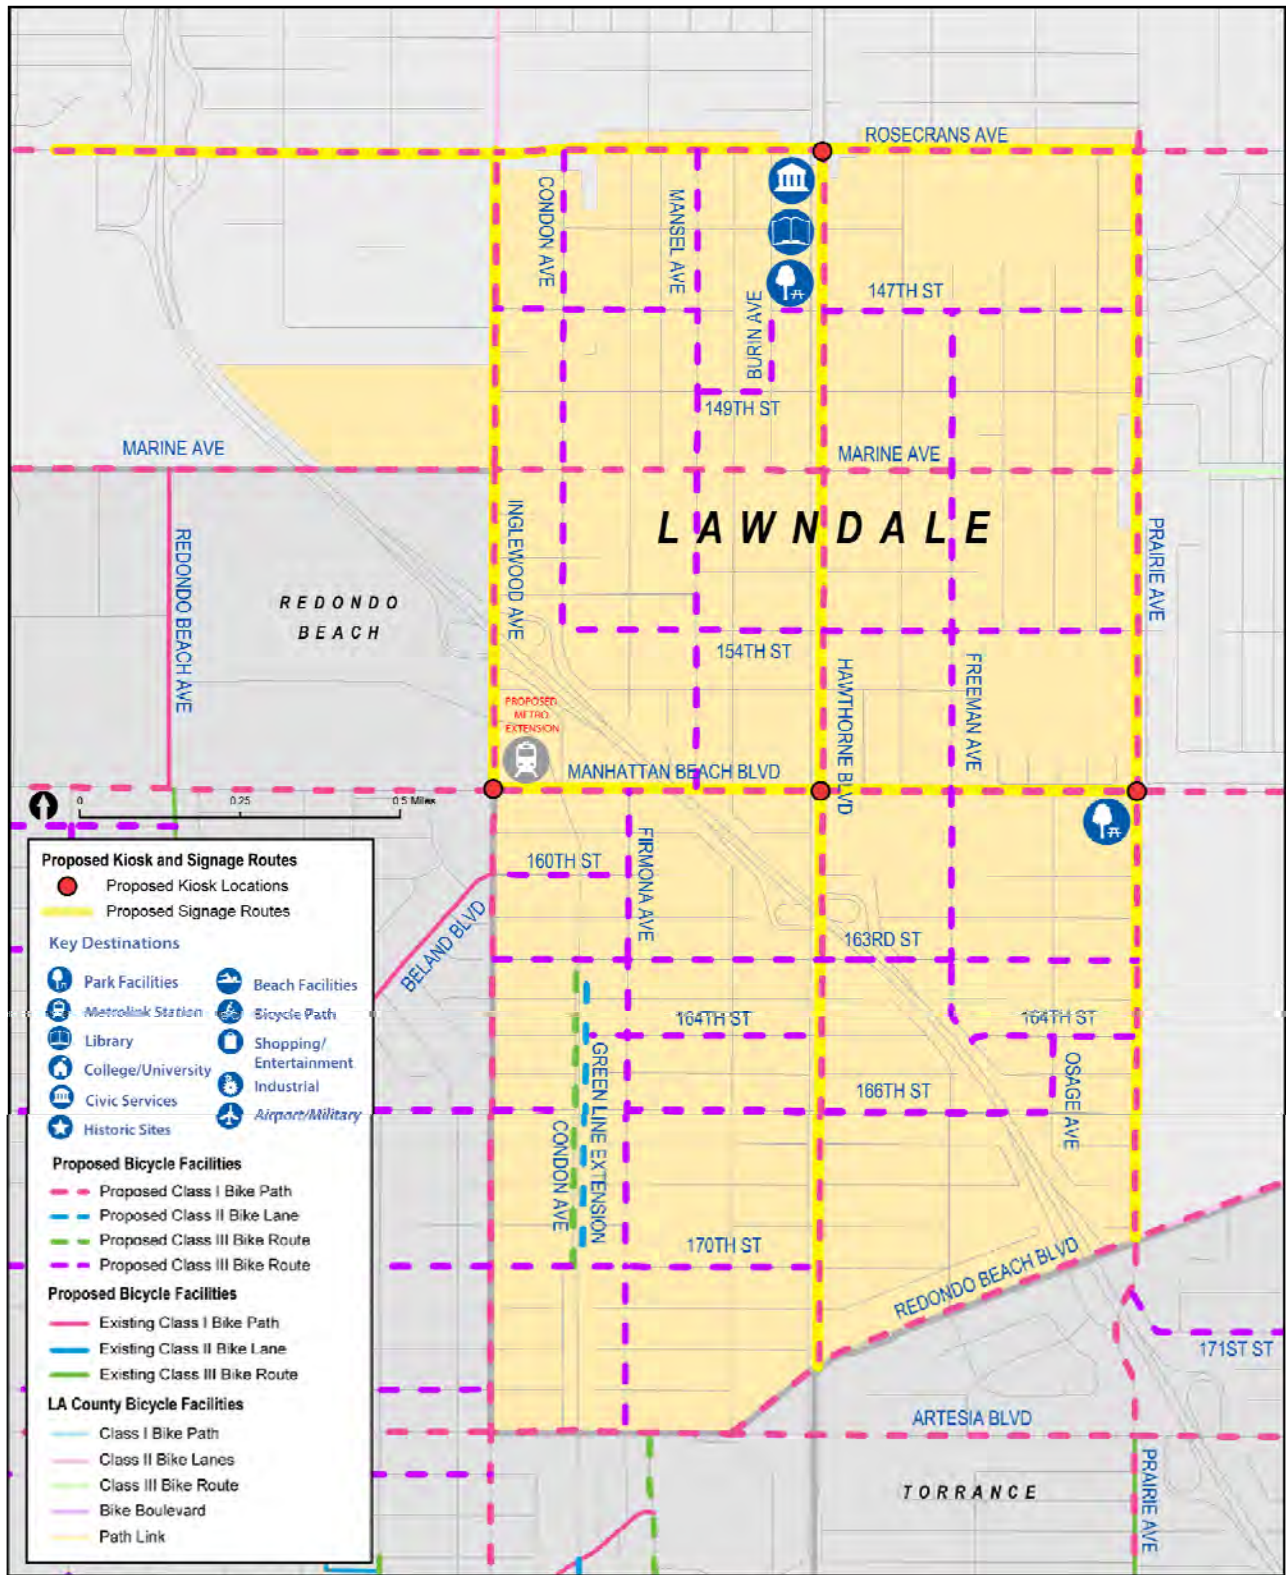 ROSECRANS AVE
CONDON AVE
MANSEL AVE
BURIN AVE
147TH ST
149TH ST
MARINE AVE
MARINE AVE
LAWNDALE
INGLEWOOD AVE
PRAIRIE AVE
REDONDO BEACH AVE
REDONDO
BEACH
154TH ST
HAWTHORNE BLVD
FREEMAN AVE
PROPOSED
METRO
EXTENSION
MANHATTAN BEACH BLVD
0 0.25 0.5 Miles
FIRMONA AVE
160TH ST
BELAND BLVD
163RD ST
164TH ST
164TH ST
GREEN LINE EXTENSION
OSAGE AVE
166TH ST
CONDON AVE
170TH ST
REDONDO BEACH BLVD
171ST ST
ARTESIA BLVD
PRAIRIE AVE
TORRANCE
Proposed Kiosk and Signage Routes
Proposed Kiosk Locations
Proposed Signage Routes
Key Destinations
Park Facilities
Metrolink Station
Library
College/University
Civic Services
Historic Sites
Beach Facilities
Bicycle Path
Shopping/
Entertainment
Industrial
Airport/Military
Proposed Bicycle Facilities
Proposed Class I Bike Path
Proposed Class II Bike Lane
Proposed Class III Bike Route
Proposed Class III Bike Route
Proposed Bicycle Facilities
Existing Class I Bike Path
Existing Class II Bike Lane
Existing Class III Bike Route
LA County Bicycle Facilities
Class I Bike Path
Class II Bike Lanes
Class III Bike Route
Bike Boulevard
Path Link